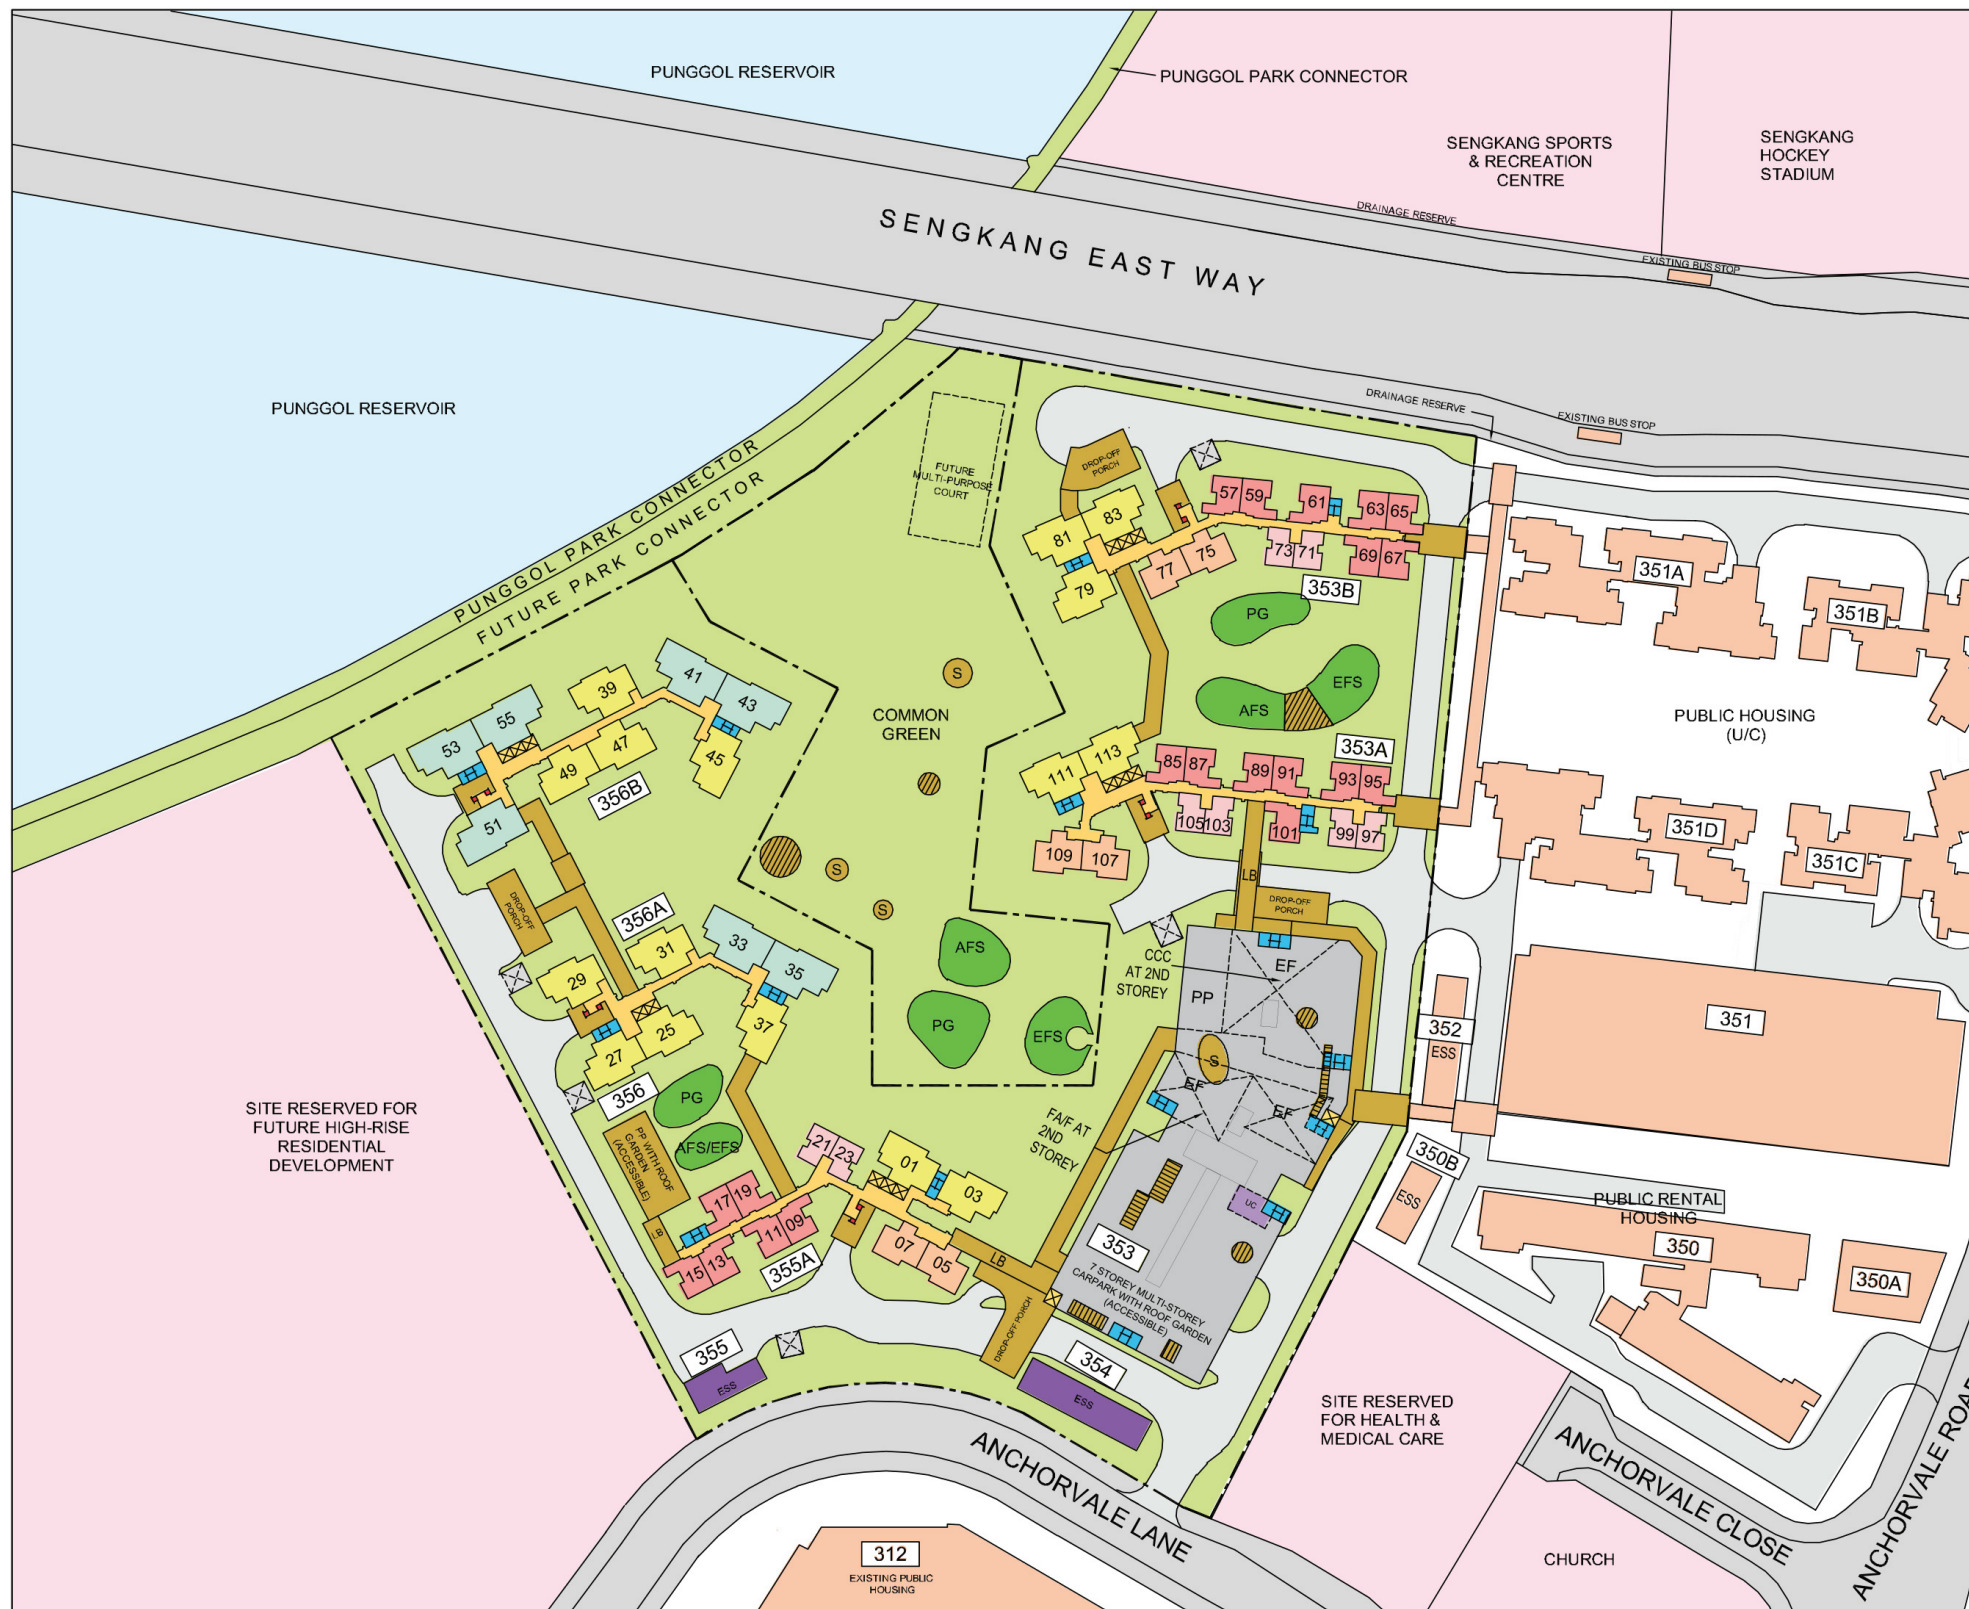 PUNGGOL RESERVOIR
PUNGGOL PARK CONNECTOR
SENGKANG SPORTS
& RECREATION
CENTRE
SENGKANG
HOCKEY
STADIUM
DRAINAGE RESERVE
EXISTING BUS STOP
SENGKANG EAST WAY
PUNGGOL RESERVOIR
DRAINAGE RESERVE
EXISTING BUS STOP
PUNGGOL PARK CONNECTOR
FUTURE PARK CONNECTOR
FUTURE
MULTI-PURPOSE
COURT
DROP-OFF
PORCH
57
59
61
63
65
83
81
79
77
75
73
71
69
67
353B
PG
EFS
AFS
351A
351B
PUBLIC HOUSING
(U/C)
351D
351C
S
COMMON
GREEN
S
S
39
41
43
45
55
53
47
49
51
356B
353A
113
111
85
87
89
91
93
95
105
103
101
99
97
109
107
LB
DROP-OFF
PORCH
DROP-OFF
PORCH
356A
33
35
31
29
37
25
27
356
PG
AFS/EFS
PP WITH ROOF
GARDEN
(ACCESSIBLE)
LB
AFS
PG
EFS
CCC
AT 2ND
STOREY
EF
PP
S
EF
EF
FA/F AT
2ND
STOREY
UC
353
7 STOREY MULTI-STOREY
CARPARK WITH ROOF GARDEN
(ACCESSIBLE)
352
ESS
351
350B
ESS
PUBLIC RENTAL
HOUSING
350
350A
SITE RESERVED FOR
FUTURE HIGH-RISE
RESIDENTIAL
DEVELOPMENT
21
23
01
03
17
19
11
09
15
13
355A
07
05
LB
DROP-OFF PORCH
355
ESS
354
ESS
SITE RESERVED
FOR HEALTH &
MEDICAL CARE
ANCHORVALE LANE
ANCHORVALE CLOSE
ANCHORVALE ROAD
CHURCH
312
EXISTING PUBLIC
HOUSING